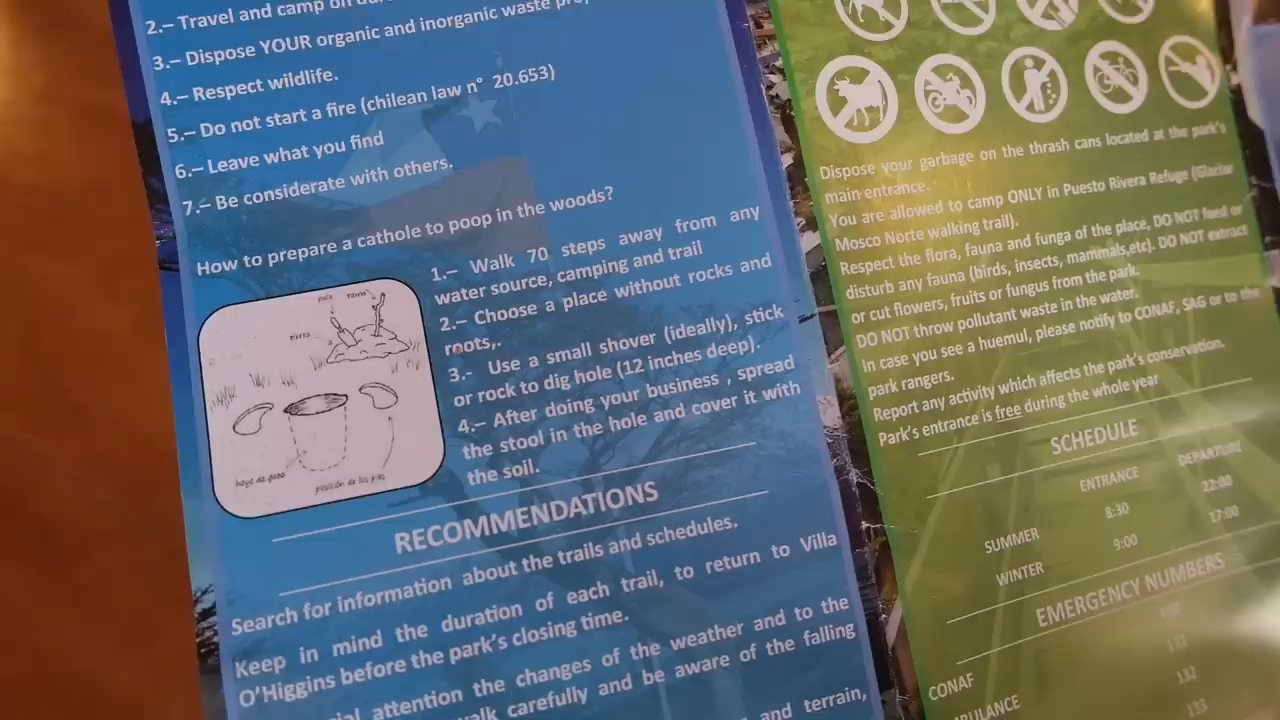 2.– Travel and camp on
3.– Dispose YOUR organic and inorganic waste
4.– Respect wildlife.
5.– Do not start a fire (chilean law n° 20.653)
6.– Leave what you find
7.– Be considerate with others.
How to prepare a cathole to poop in the woods?
1.– Walk 70 steps away from any
water source, camping and trail
2.– Choose a place without rocks and
roots,.
3.- Use a small shover (ideally), stick
or rock to dig hole (12 inches deep).
4.– After doing your business , spread
the stool in the hole and cover it with
the soil.
pala rama
tierra
posición de los pies
RECOMMENDATIONS
Search for information about the trails and schedules.
Keep in mind the duration of each trail, to return to Villa
O’Higgins before the park’s closing time.
attention the changes of the weather and to the
carefully and be aware of the falling
and terrain,
Dispose your garbage on the thrash cans located at the park’s
main entrance.
You are allowed to camp ONLY in Puesto Rivera Refuge (Glaciar
Mosco Norte walking trail).
Respect the flora, fauna and funga of the place, DO NOT feed or
disturb any fauna (birds, insects, mammals,etc). DO NOT extract
or cut flowers, fruits or fungus from the park.
DO NOT throw pollutant waste in the water.
In case you see a huemul, please notify to CONAF, SAG or to the
park rangers.
Report any activity which affects the park’s conservation.
Park’s entrance is free during the whole year
SCHEDULE
ENTRANCE DEPARTURE
SUMMER 8:30 22:00
WINTER 9:00 17:00
EMERGENCY NUMBERS
CONAF
131
132
133